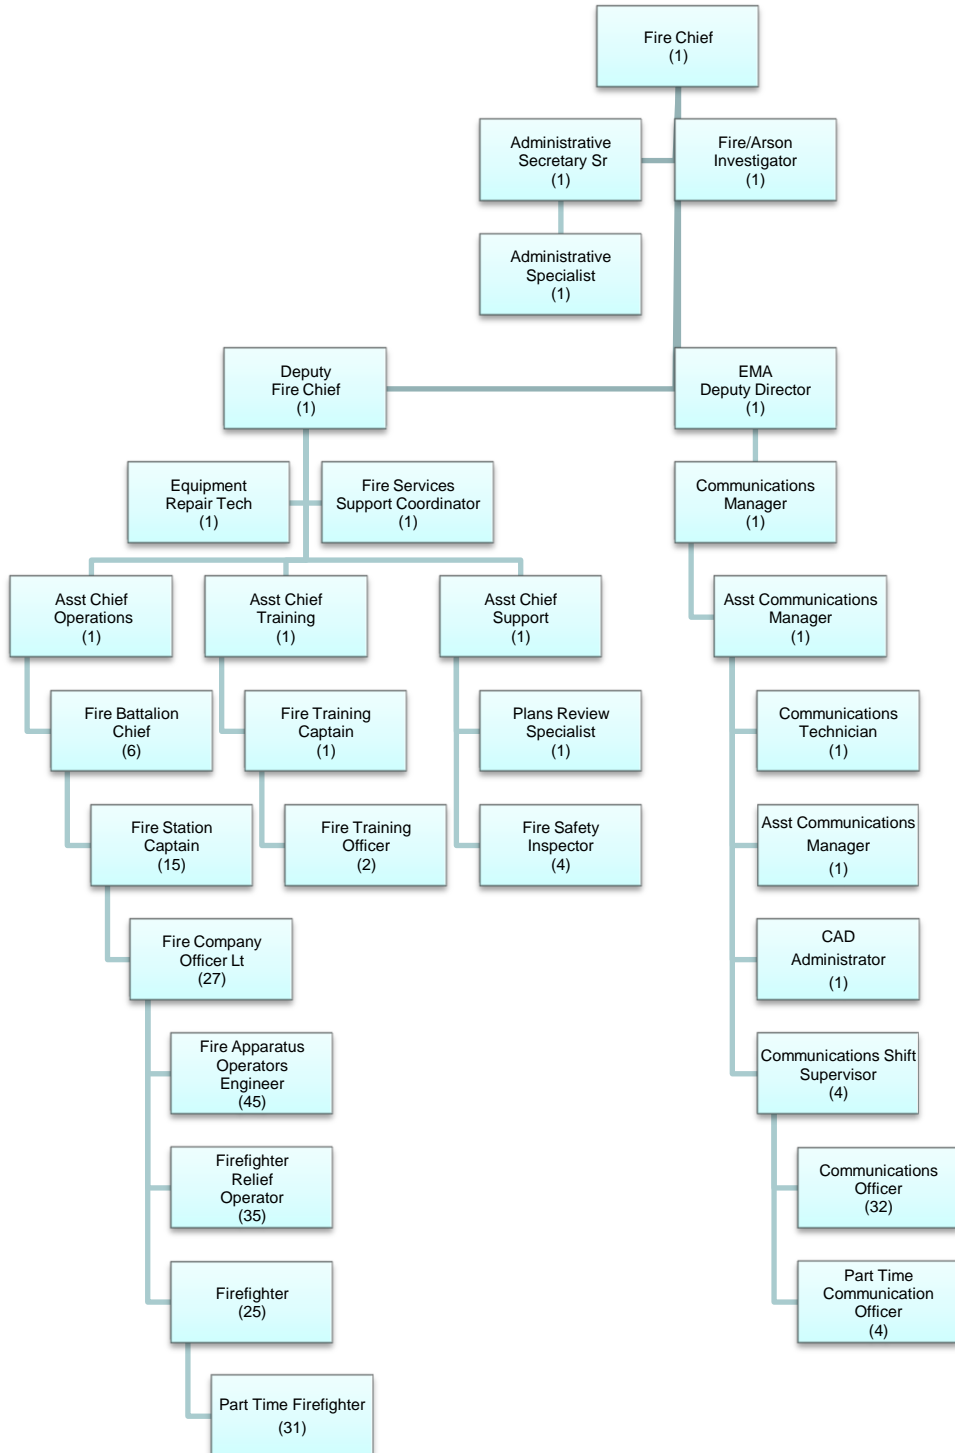 Fire Chief
(1)
Administrative
Secretary Sr
(1)
Fire/Arson
Investigator
(1)
Administrative
Specialist
(1)
Deputy
Fire Chief
(1)
EMA
Deputy Director
(1)
Equipment
Repair Tech
(1)
Fire Services
Support Coordinator
(1)
Communications
Manager
(1)
Asst Chief
Operations
(1)
Asst Chief
Training
(1)
Asst Chief
Support
(1)
Asst Communications
Manager
(1)
Fire Battalion
Chief
(6)
Fire Training
Captain
(1)
Plans Review
Specialist
(1)
Communications
Technician
(1)
Fire Station
Captain
(15)
Fire Training
Officer
(2)
Fire Safety
Inspector
(4)
Asst Communications
Manager
(1)
Fire Company
Officer Lt
(27)
CAD
Administrator
(1)
Fire Apparatus
Operators
Engineer
(45)
Communications Shift
Supervisor
(4)
Firefighter
Relief
Operator
(35)
Communications
Officer
(32)
Firefighter
(25)
Part Time
Communication
Officer
(4)
Part Time Firefighter
(31)